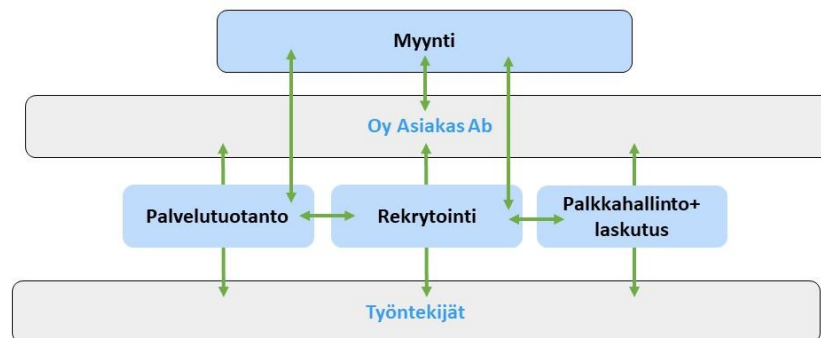 Myynti
Oy Asiakas Ab
Palvelutuotanto
Rekrytointi
Palkkahallinto+
laskutus
Työntekijät